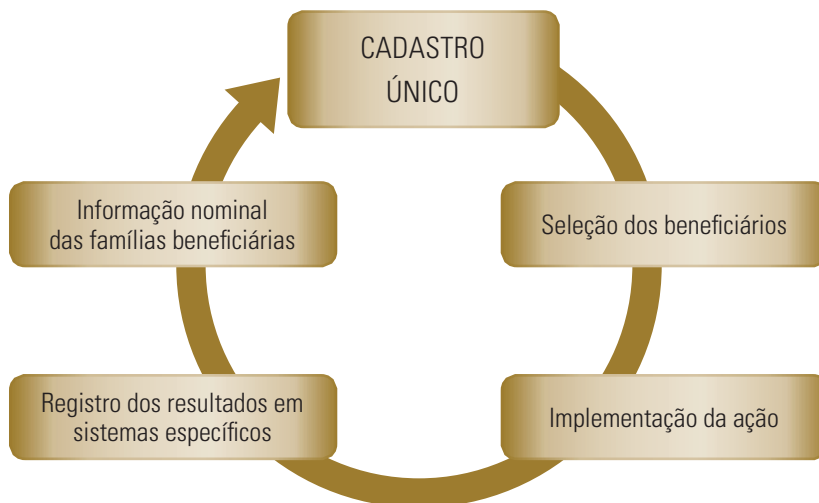 CADASTRO
ÚNICO
Informação nominal
das famílias beneficiárias
Seleção dos beneficiários
Registro dos resultados em
sistemas específicos
Implementação da ação